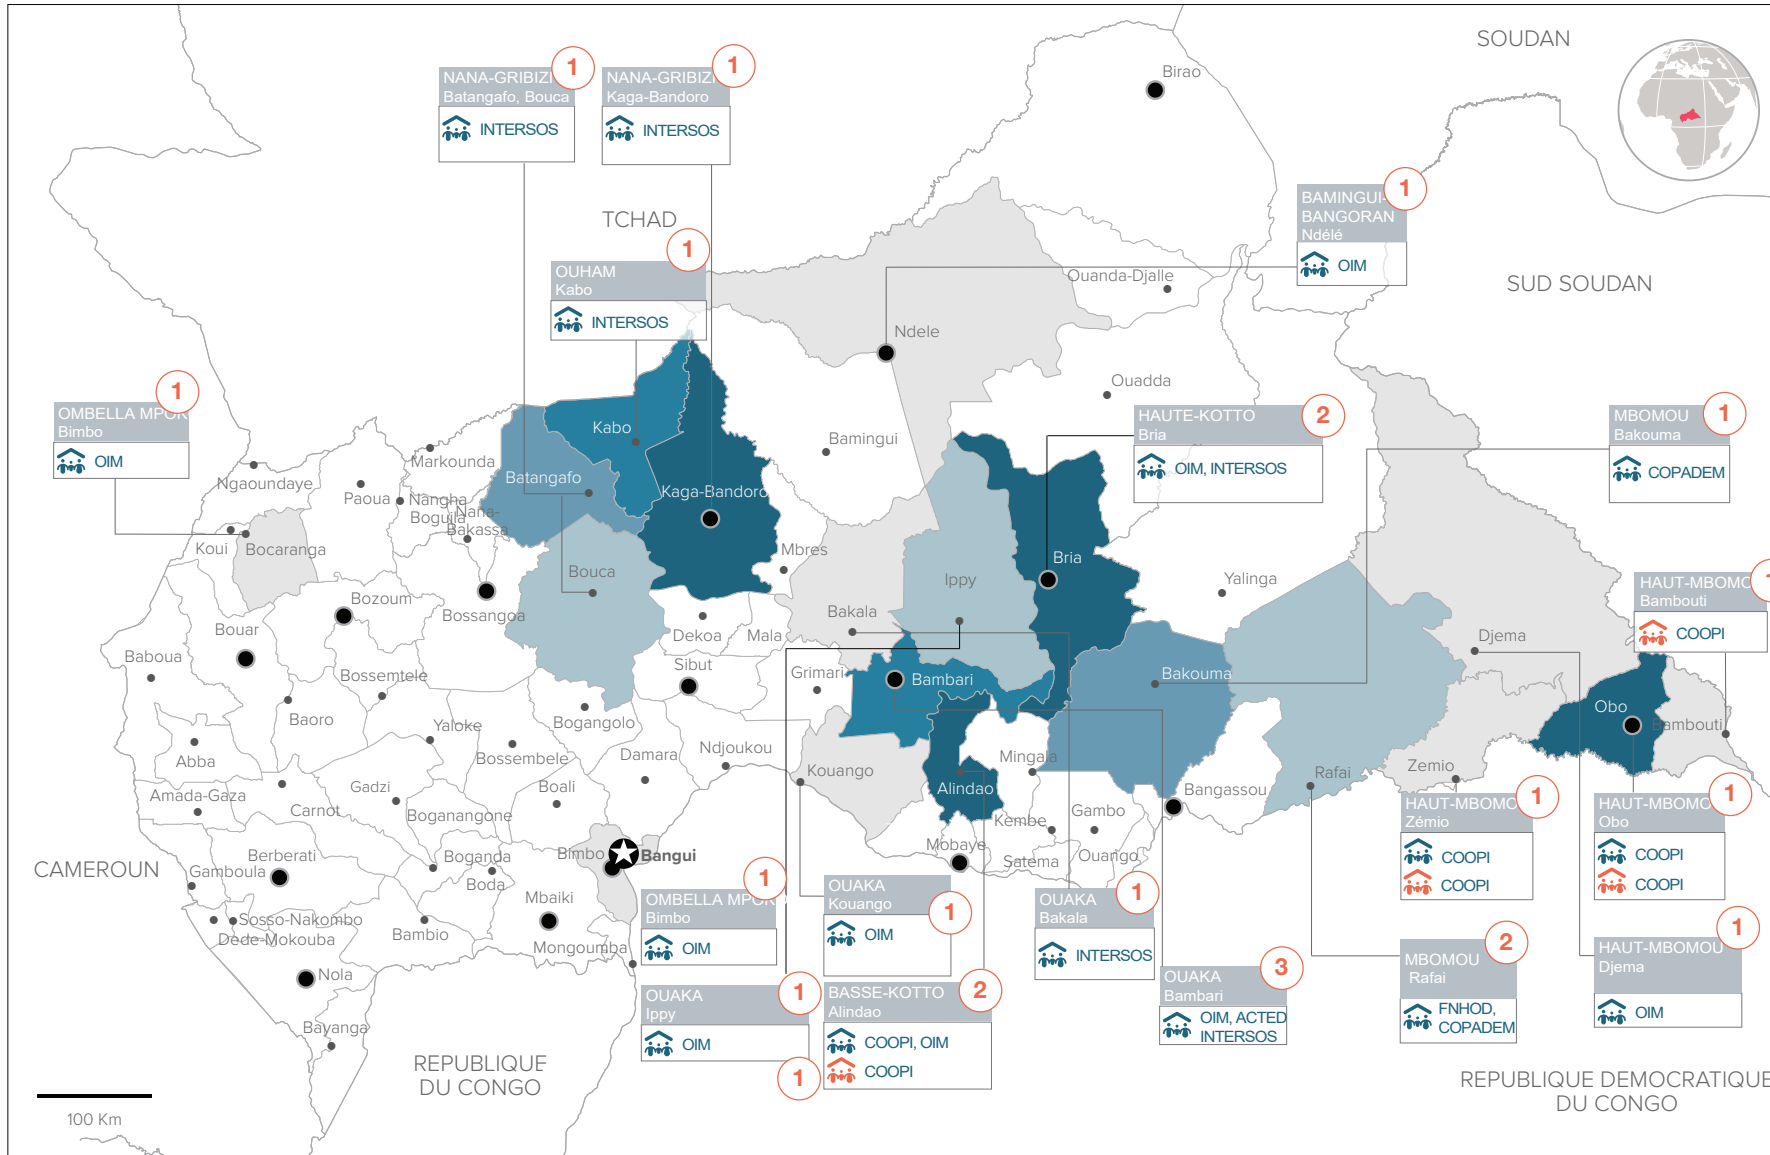 SOUDAN
1
NANA-GRIBIZI
Batangafo, Bouca
INTERSOS
1
NANA-GRIBIZI
Kaga-Bandoro
INTERSOS
Birao
TCHAD
1
OUHAM
Kabo
INTERSOS
1
BAMINGUI-
BANGORAN
Ndélé
OIM
Ouanda-Djalle
SUD SOUDAN
Ndele
Ouadda
1
OMBELLA MPOR
Bimbo
OIM
Kabo
Bamingui
2
HAUTE-KOTTO
Bria
OIM, INTERSOS
1
MBOMOU
Bakouma
COPADEM
Markounda
Ngaoundaye
Paoua
Nangha
Boguila
Nana-
Bakassa
Batangafo
Kaga-Bandoro
Koui
Bocaranga
Mbres
Bouca
Ippy
Bria
Yalinga
1
HAUT-MBOMO
Bambouti
COOPI
Bozoum
Bossangoa
Bouar
Dekoa
Mala
Bakala
Djema
Baboua
Bossemtele
Sibut
Grimari
Bambari
Bakouma
Baoro
Bogangolo
Obo
Bambouti
Yaloke
Bossembele
Damara
Ndjoukou
Abba
Kouango
Mingala
Alindao
Rafai
Zemio
Amada-Gaza
Carnot
Gadzi
Boali
Boganangone
Bangassou
Kembe
Gambo
1
HAUT-MBOMO
Zémio
COOPI
COOPI
1
HAUT-MBOMO
Obo
COOPI
COOPI
CAMEROUN
Berberati
Gamboula
Boganda
Boda
Bimbo
Bangui
Mobaye
Satema
Ouango
Mbaiki
Sosso-Nakombo
Dede-Mokouba
Bambio
Mongoumba
1
OMBELLA MPOR
Bimbo
OIM
OUAKA
Kouango
1
OIM
1
OUAKA
Bakala
INTERSOS
Nola
Bayanga
1
OUAKA
Ippy
OIM
1
2
BASSE-KOTTO
Alindao
COOPI, OIM
COOPI
3
OUAKA
Bambari
OIM, ACTED
INTERSOS
2
MBOMOU
Rafai
FNHOD,
COPADEM
1
HAUT-MBOMOU
Djema
OIM
REPUBLIQUE
DU CONGO
REPUBLIQUE DEMOCRATIQUE
DU CONGO
100 Km